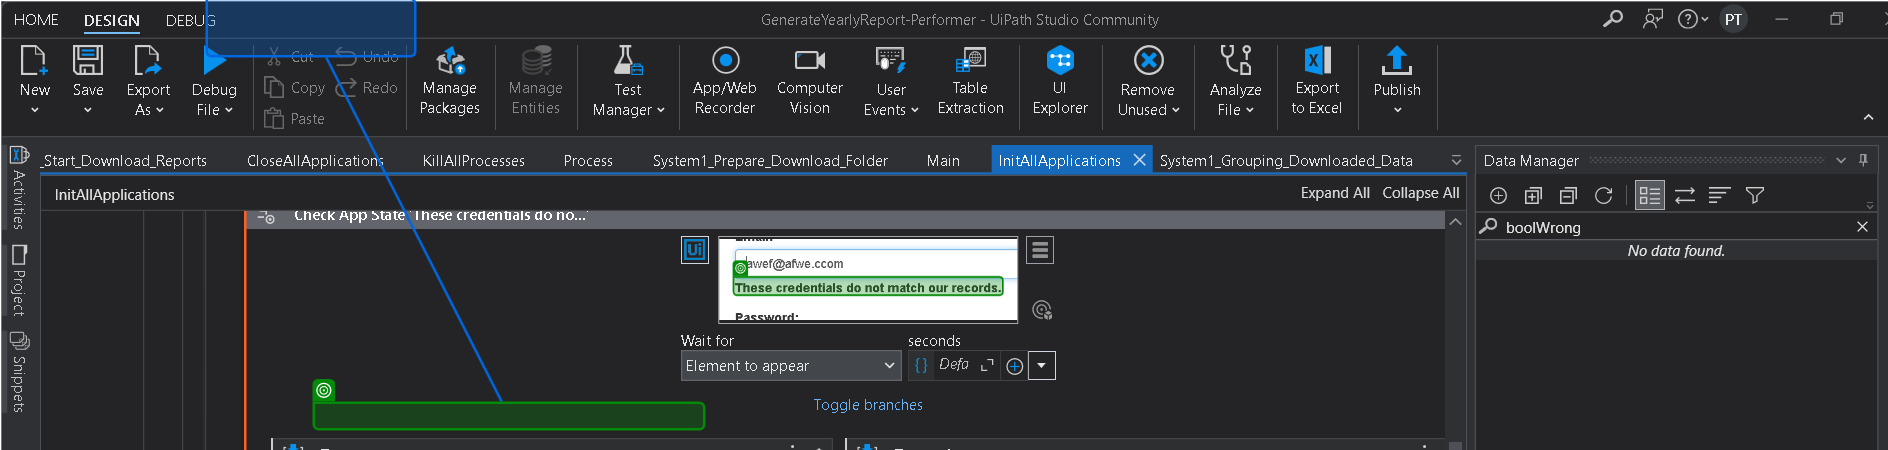 HOME DESIGN DEBUG GenerateYearlyReport-Performer - UiPath Studio Community PT
Cut Undo
New Save Export As Debug File Copy Redo Manage Packages Manage Entities Test Manager App/Web Recorder Computer Vision User Events Table Extraction UI Explorer Remove Unused Analyze File Export to Excel Publish
Paste
_Start_Download_Reports CloseAllApplications KillAllProcesses Process System1_Prepare_Download_Folder Main InitAllApplications System1_Grouping_Downloaded_Data Data Manager
Activities
Project
Snippets
InitAllApplications Expand All Collapse All
Check App State 'These credentials do no...'
boolWrong
No data found.
Ui
Email
awef@afwe.ccom
These credentials do not match our records.
Password:
Wait for seconds
Element to appear {} Defa
Toggle branches